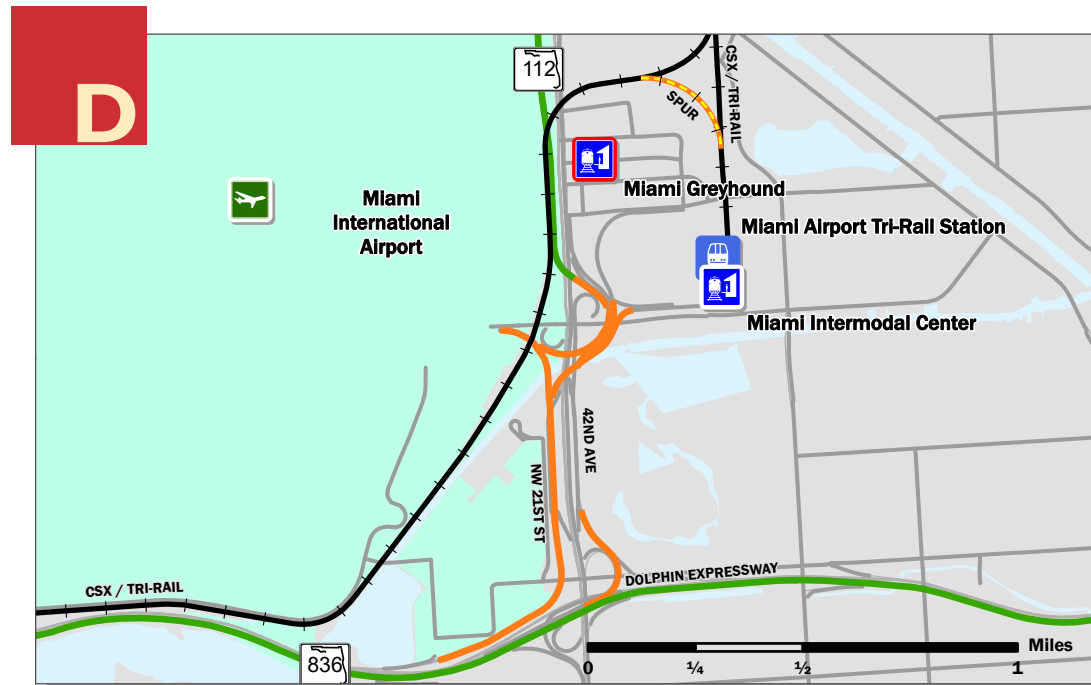 D
112
CSX / TRI-RAIL
SPUR
Miami Greyhound
Miami
International
Airport
Miami Airport Tri-Rail Station
Miami Intermodal Center
42ND AVE
NW 21ST ST
DOLPHIN EXPRESSWAY
CSX / TRI-RAIL
836
Miles
0 ¼ ½ 1